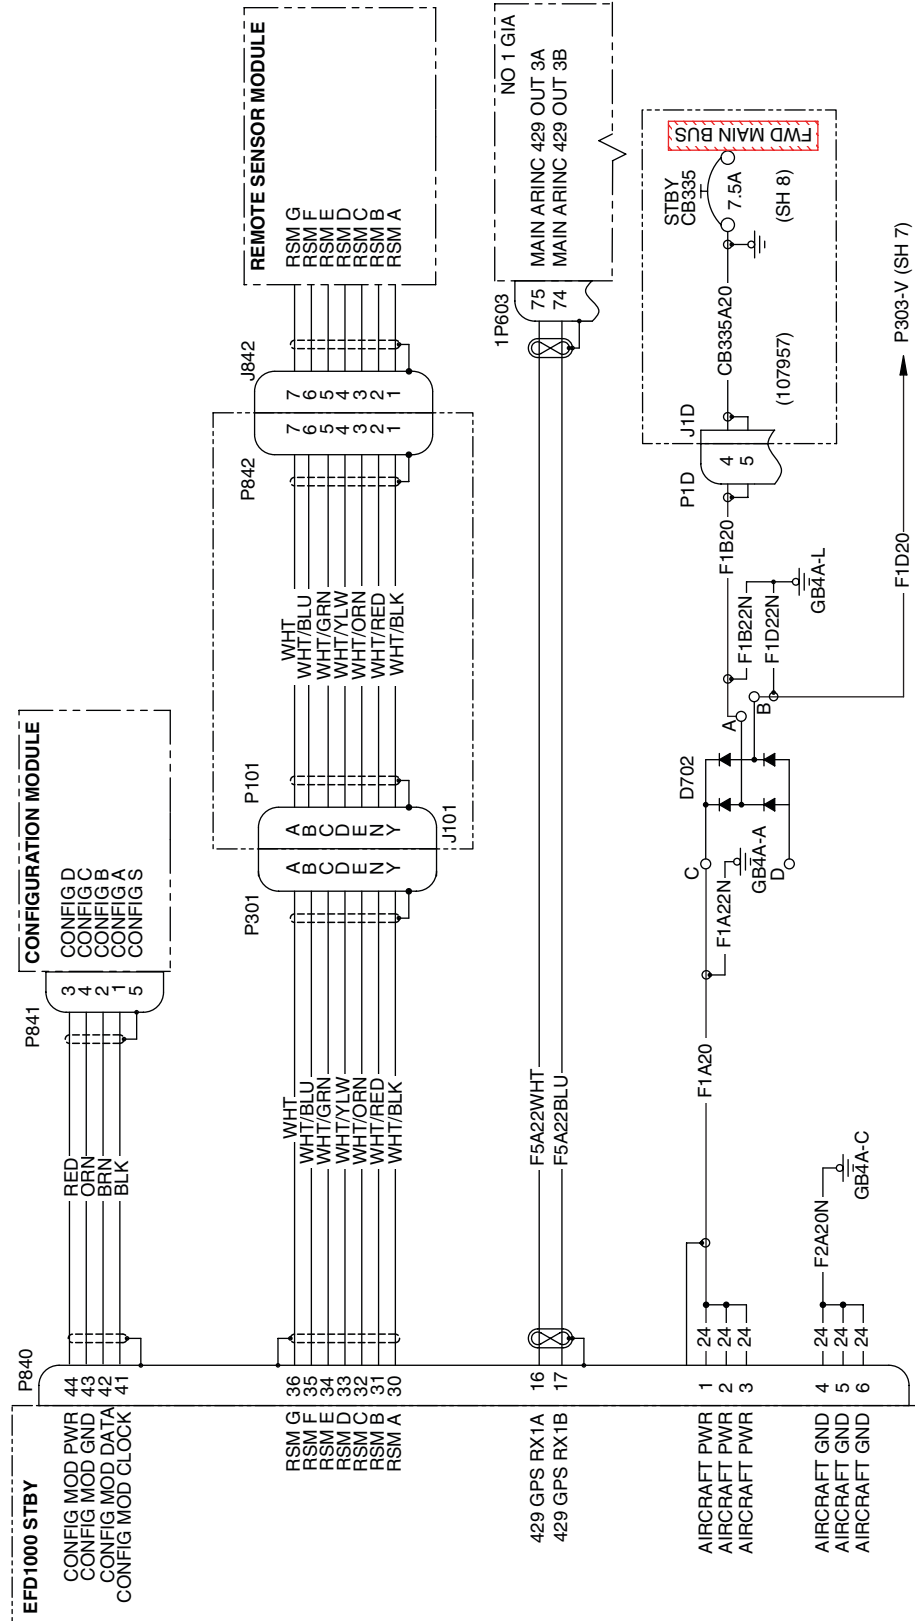 EFD1000 STBY
P840
CONFIG MOD PWR
CONFIG MOD GND
CONFIG MOD DATA
CONFIG MOD CLOCK
44
43
42
41
RED
ORN
BRN
BLK
P841
3
4
2
1
5
CONFIGURATION MODULE
CONFIG D
CONFIG C
CONFIG B
CONFIG A
CONFIG S
RSM G
RSM F
RSM E
RSM D
RSM C
RSM B
RSM A
36
35
34
33
32
31
30
WHT
WHT/BLU
WHT/GRN
WHT/YLW
WHT/ORN
WHT/RED
WHT/BLK
P301
A
B
C
D
E
N
Y
J101
P101
A
B
C
D
E
N
Y
WHT
WHT/BLU
WHT/GRN
WHT/YLW
WHT/ORN
WHT/RED
WHT/BLK
P842
7
6
5
4
3
2
1
J842
7
6
5
4
3
2
1
REMOTE SENSOR MODULE
RSM G
RSM F
RSM E
RSM D
RSM C
RSM B
RSM A
429 GPS RX1A
429 GPS RX1B
16
17
F5A22WHT
F5A22BLU
1P603
75
74
NO 1 GIA
MAIN ARINC 429 OUT 3A
MAIN ARINC 429 OUT 3B
AIRCRAFT PWR
AIRCRAFT PWR
AIRCRAFT PWR
1
2
3
24
24
24
F1A20
F1A22N
GB4A-A
C
D
D702
A
B
F1B22N
F1D22N
GB4A-L
F1B20
P1D
4
5
J1D
CB335A20
(107957)
STBY
CB335
7.5A
(SH 8)
FWD MAIN BUS
F1D20
P303-V (SH 7)
AIRCRAFT GND
AIRCRAFT GND
AIRCRAFT GND
4
5
6
24
24
24
F2A20N
GB4A-C